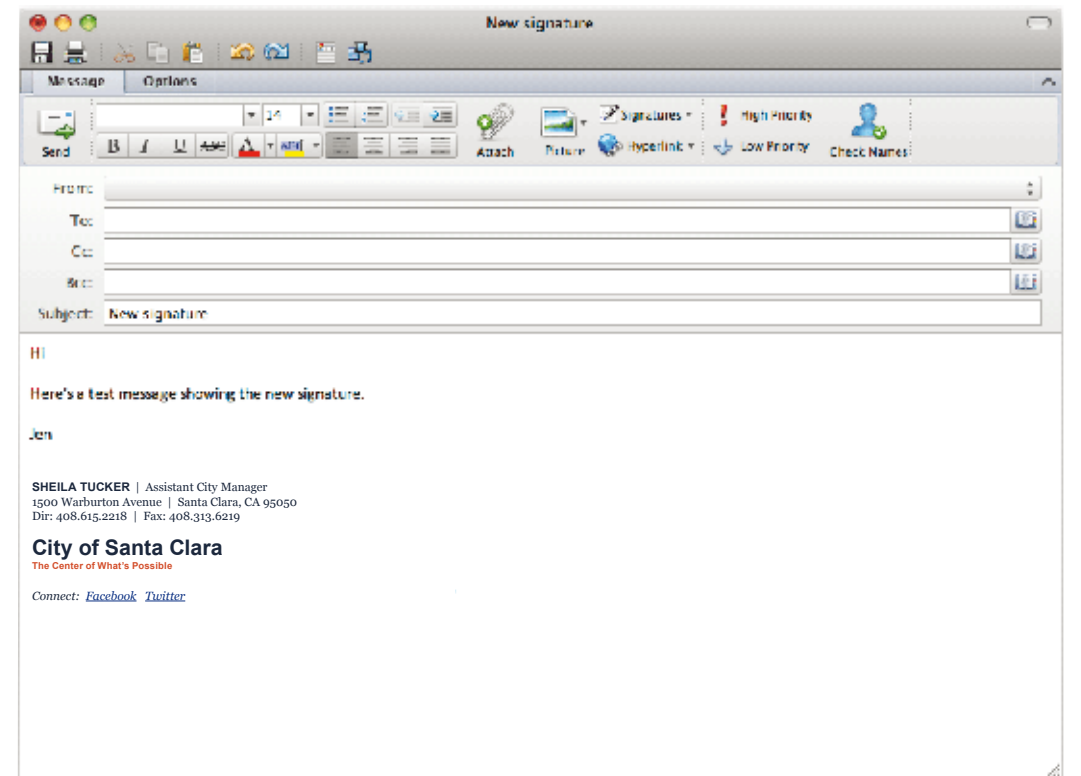 New signature
Message Options
14
Signatures
High Priority
B I U ABC A
Send
Attach
Picture
Hyperlink
Low Priority
Check Names
From:
To:
Cc:
Bcc:
Subject: New signature
Hi
Here's a test message showing the new signature.
Jen
SHEILA TUCKER | Assistant City Manager
1500 Warburton Avenue | Santa Clara, CA 95050
Dir: 408.615.2218 | Fax: 408.313.6219
City of Santa Clara
The Center of What's Possible
Connect: Facebook Twitter